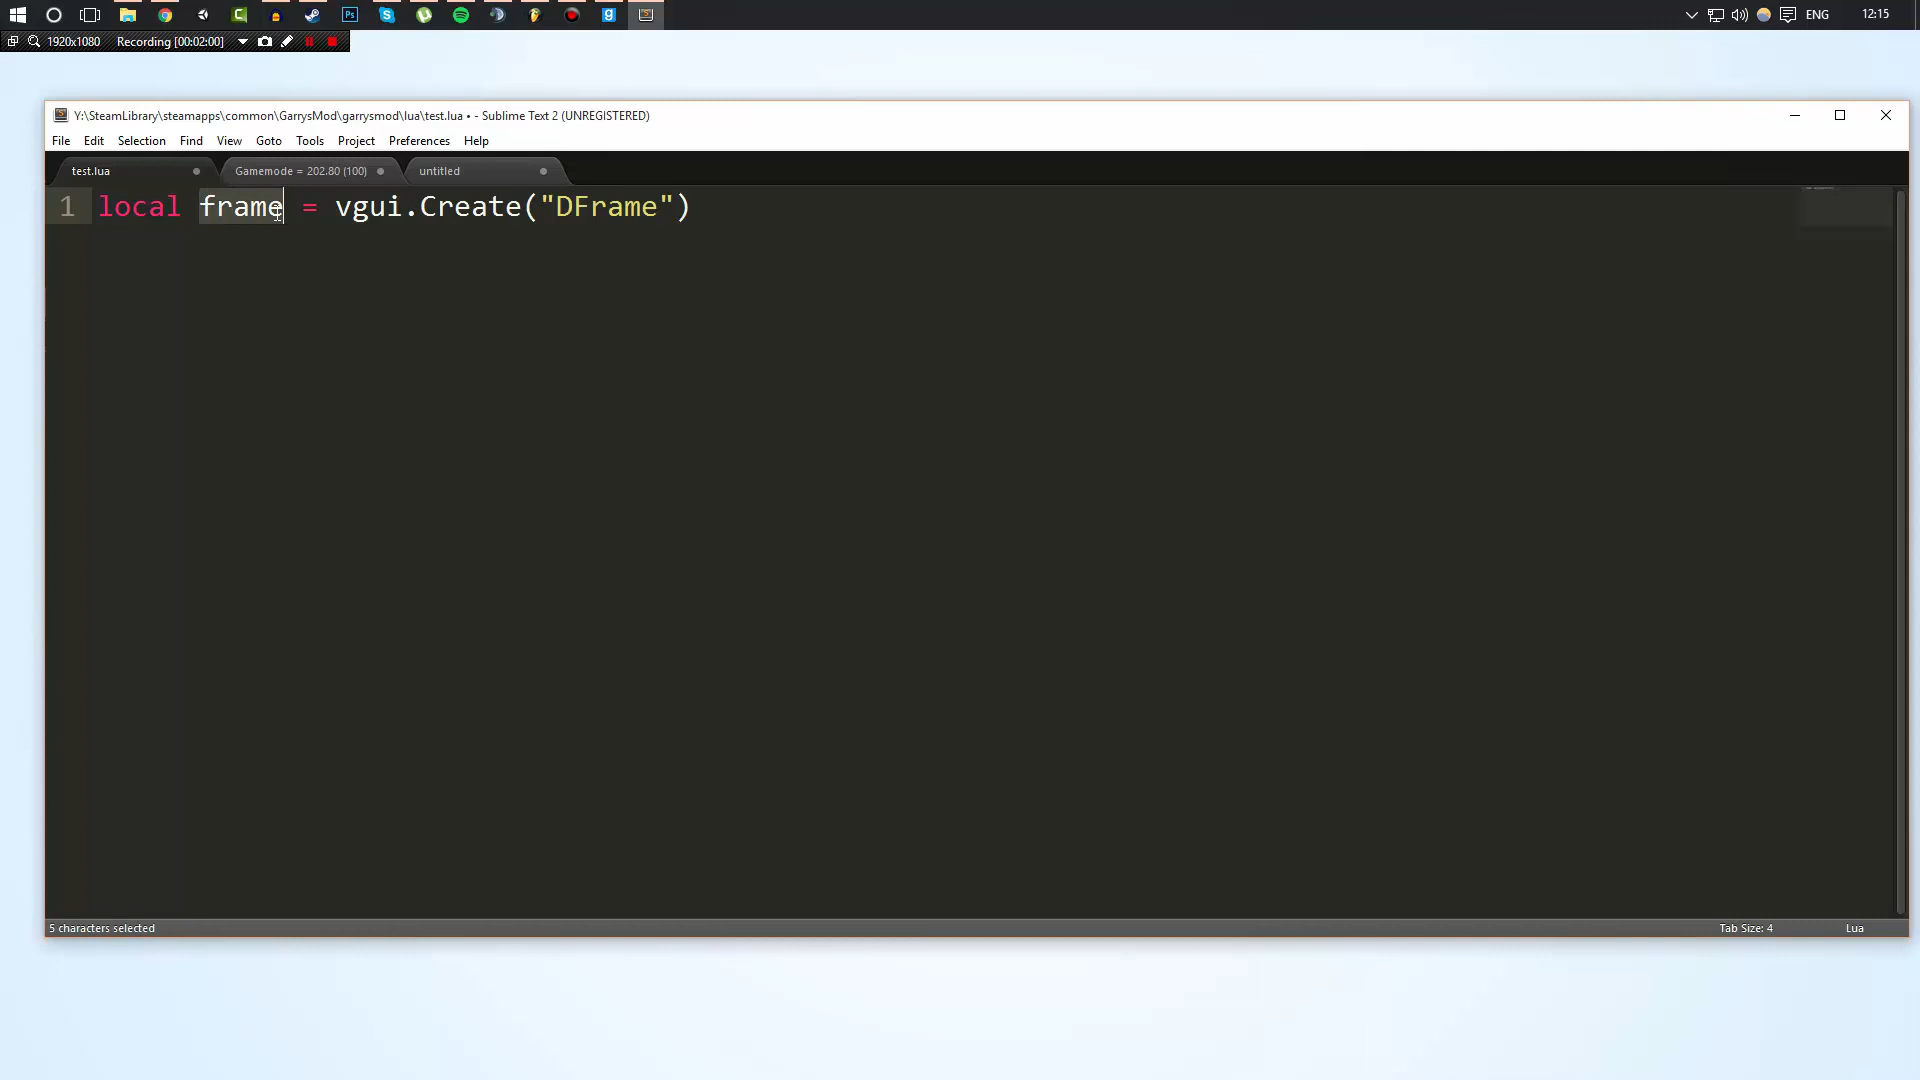 ENG
12:15
1920x1080 Recording [00:02:00]
Y:\SteamLibrary\steamapps\common\GarrysMod\garrysmod\lua\test.lua • - Sublime Text 2 (UNREGISTERED)
File Edit Selection Find View Goto Tools Project Preferences Help
test.lua Gamemode = 202.80 (100) untitled
1 local frame = vgui.Create("DFrame")
5 characters selected Tab Size: 4 Lua